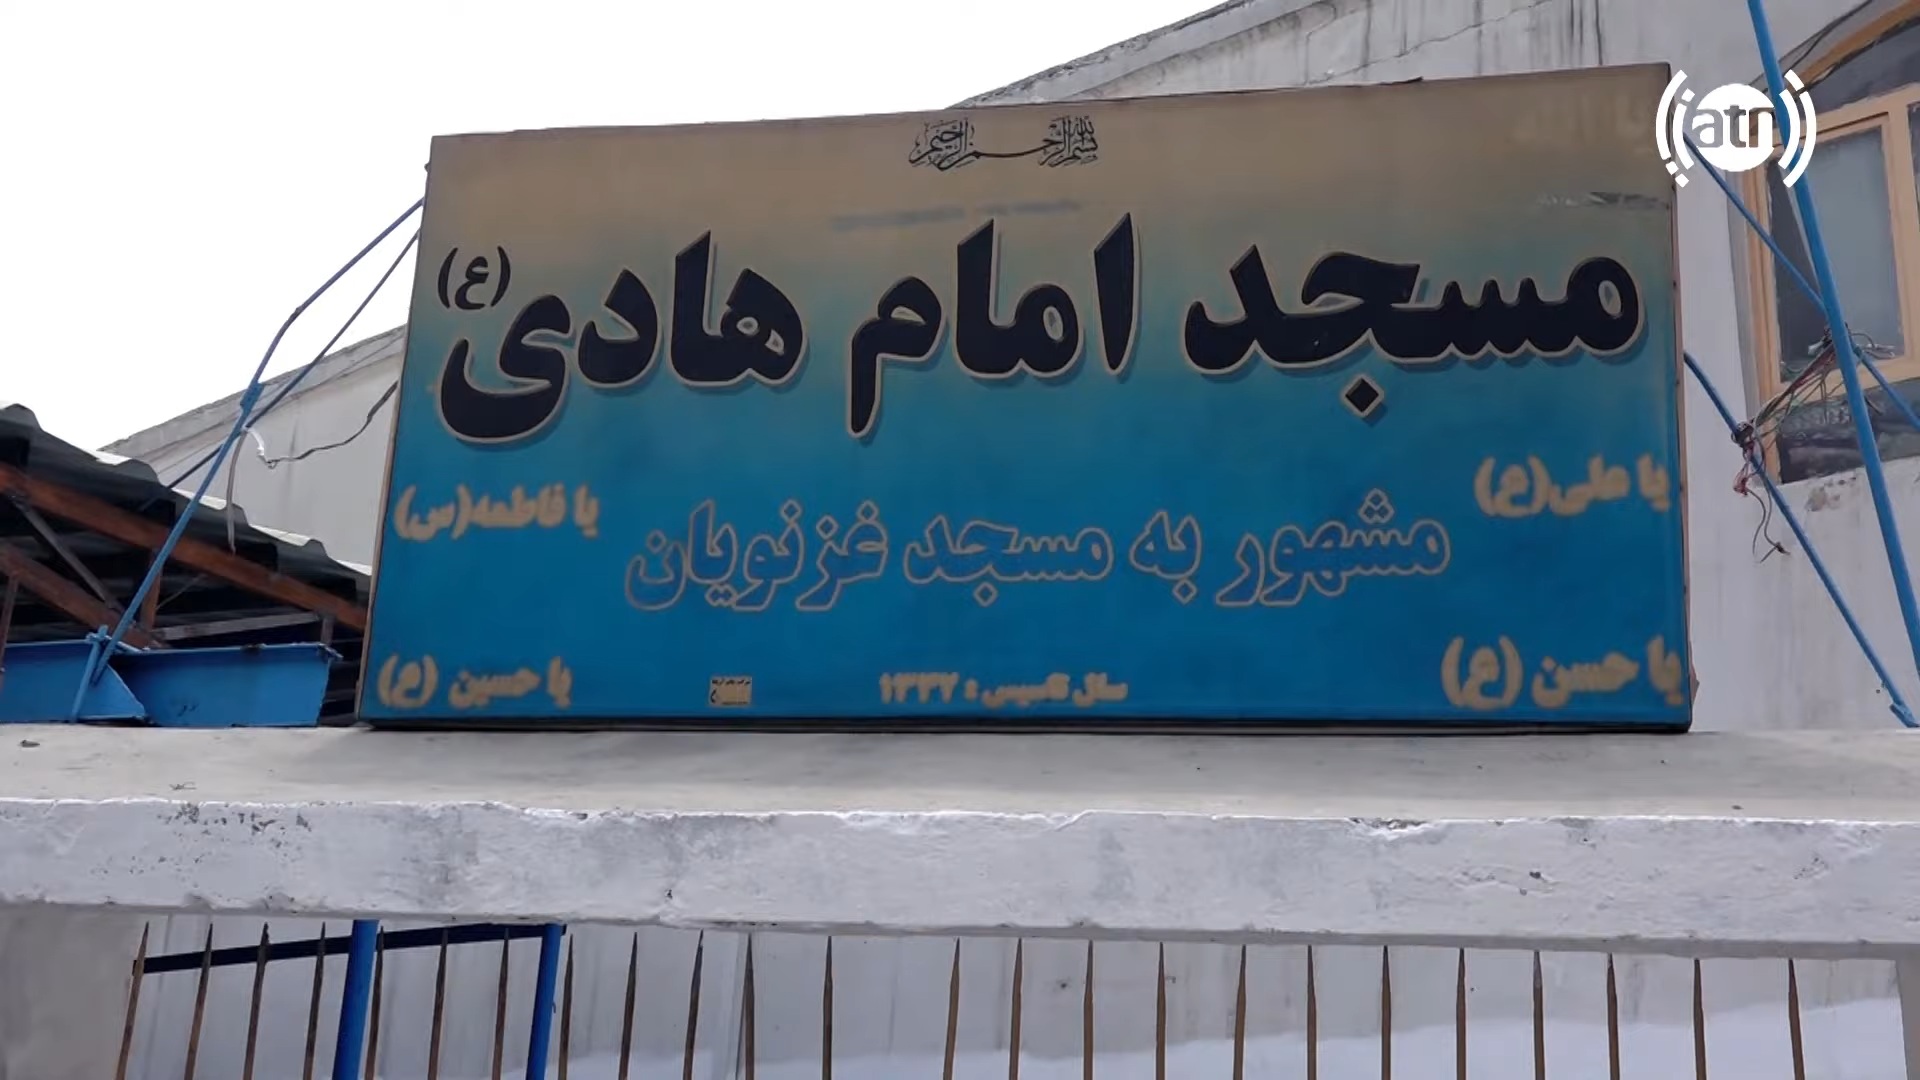 بسم الله الرحمن الرحیم
atn
مسجد امام هادی (ع)
یا علی(ع)
مشهور به مسجد غزنویان
یا فاطمه(س)
یا حسن (ع)
سال تاسیس : ۱۳۳۷
یا حسین (ع)